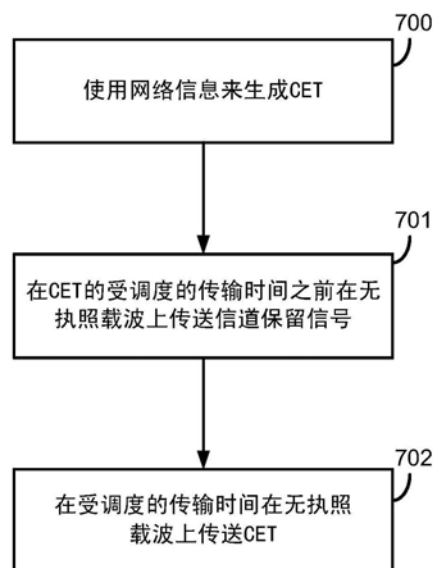 700
使用网络信息来生成CET
701
在CET的受调度的传输时间之前在无
执照载波上传送信道保留信号
702
在受调度的传输时间在无执照
载波上传送CET